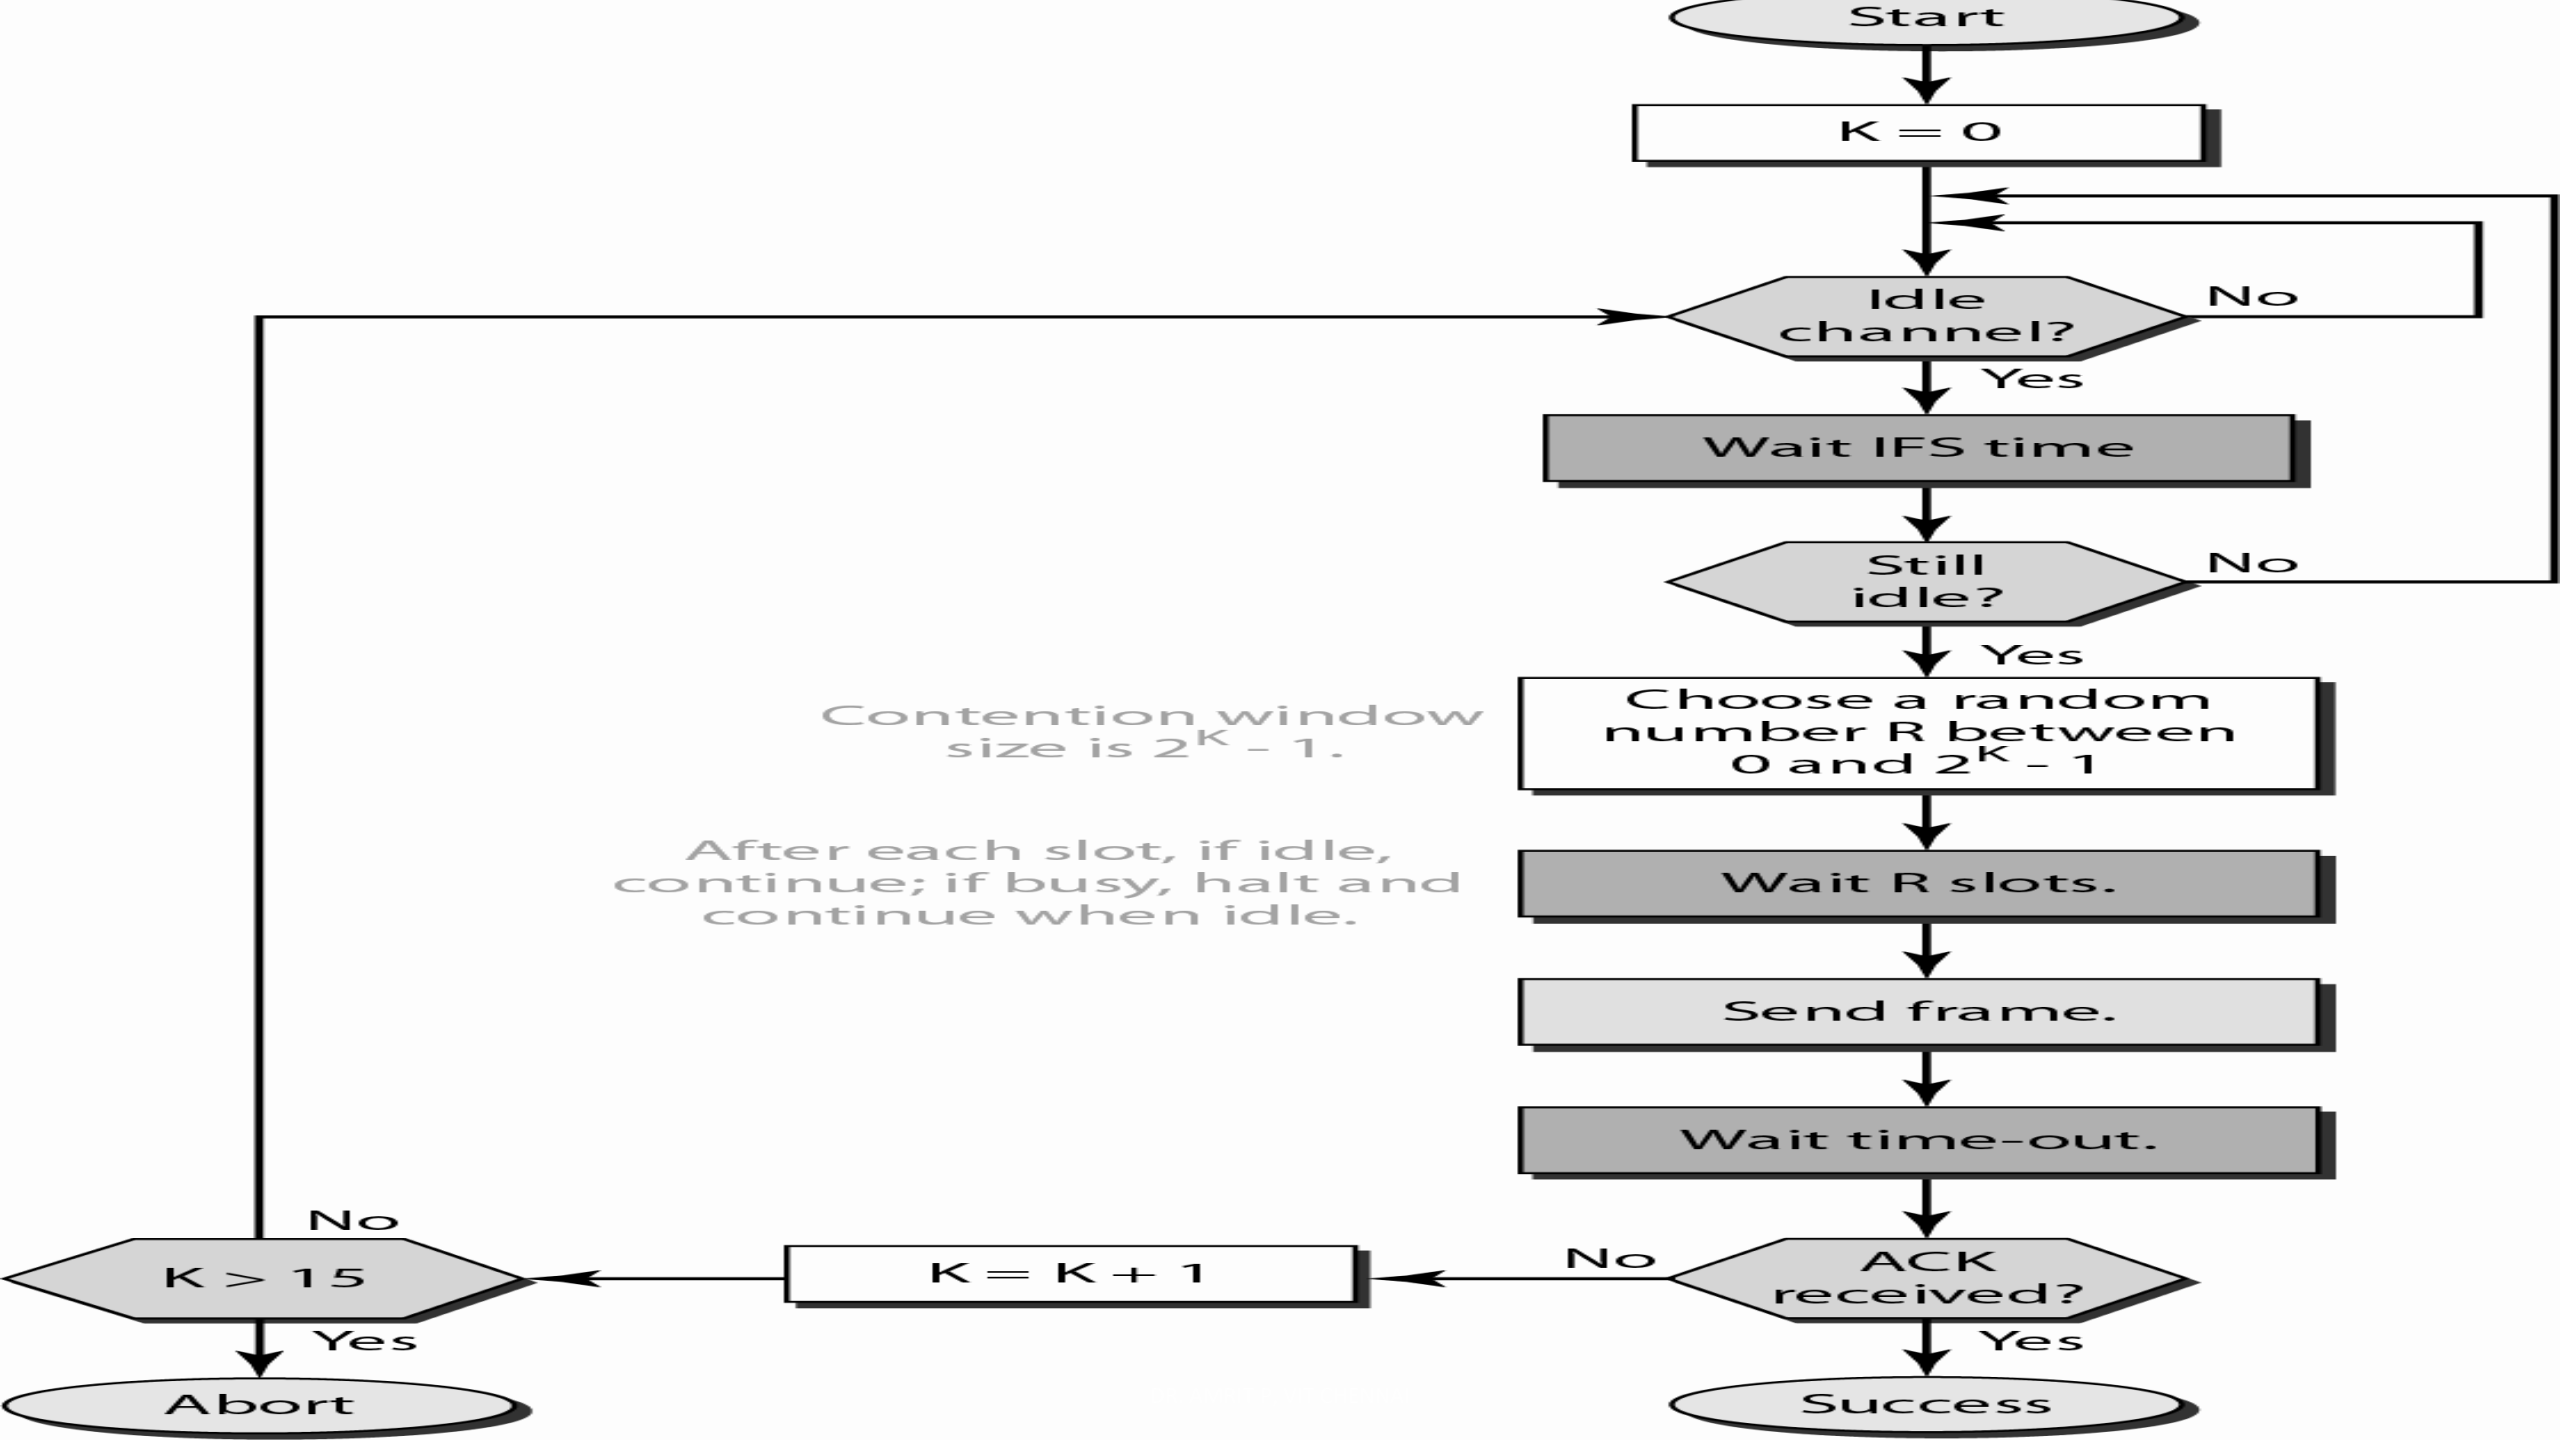 Start
K = 0
Idle
channel?
No
Yes
Wait IFS time
Still
idle?
No
Yes
Contention window
size is 2^K - 1.
Choose a random
number R between
0 and 2^K - 1
After each slot, if idle,
continue; if busy, halt and
continue when idle.
Wait R slots.
Send frame.
Wait time-out.
ACK
received?
No
Yes
K = K + 1
K > 15
No
Yes
Abort
Success